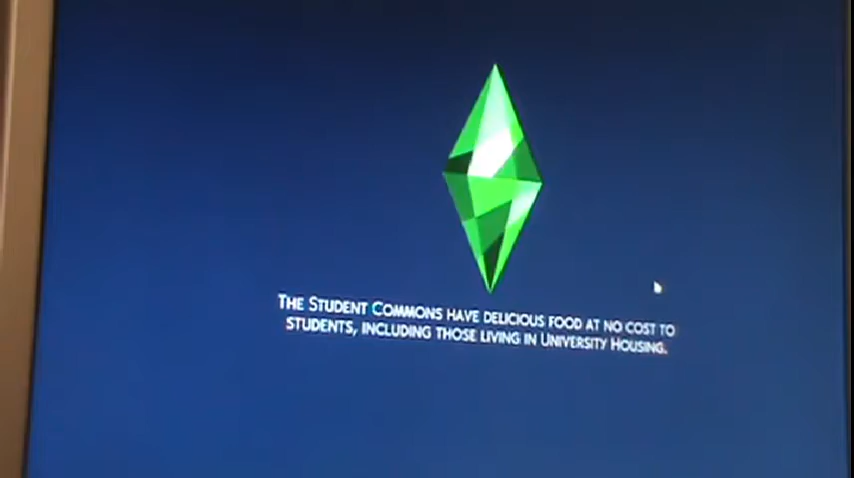 The Student Commons have delicious food at no cost to
students, including those living in University Housing.